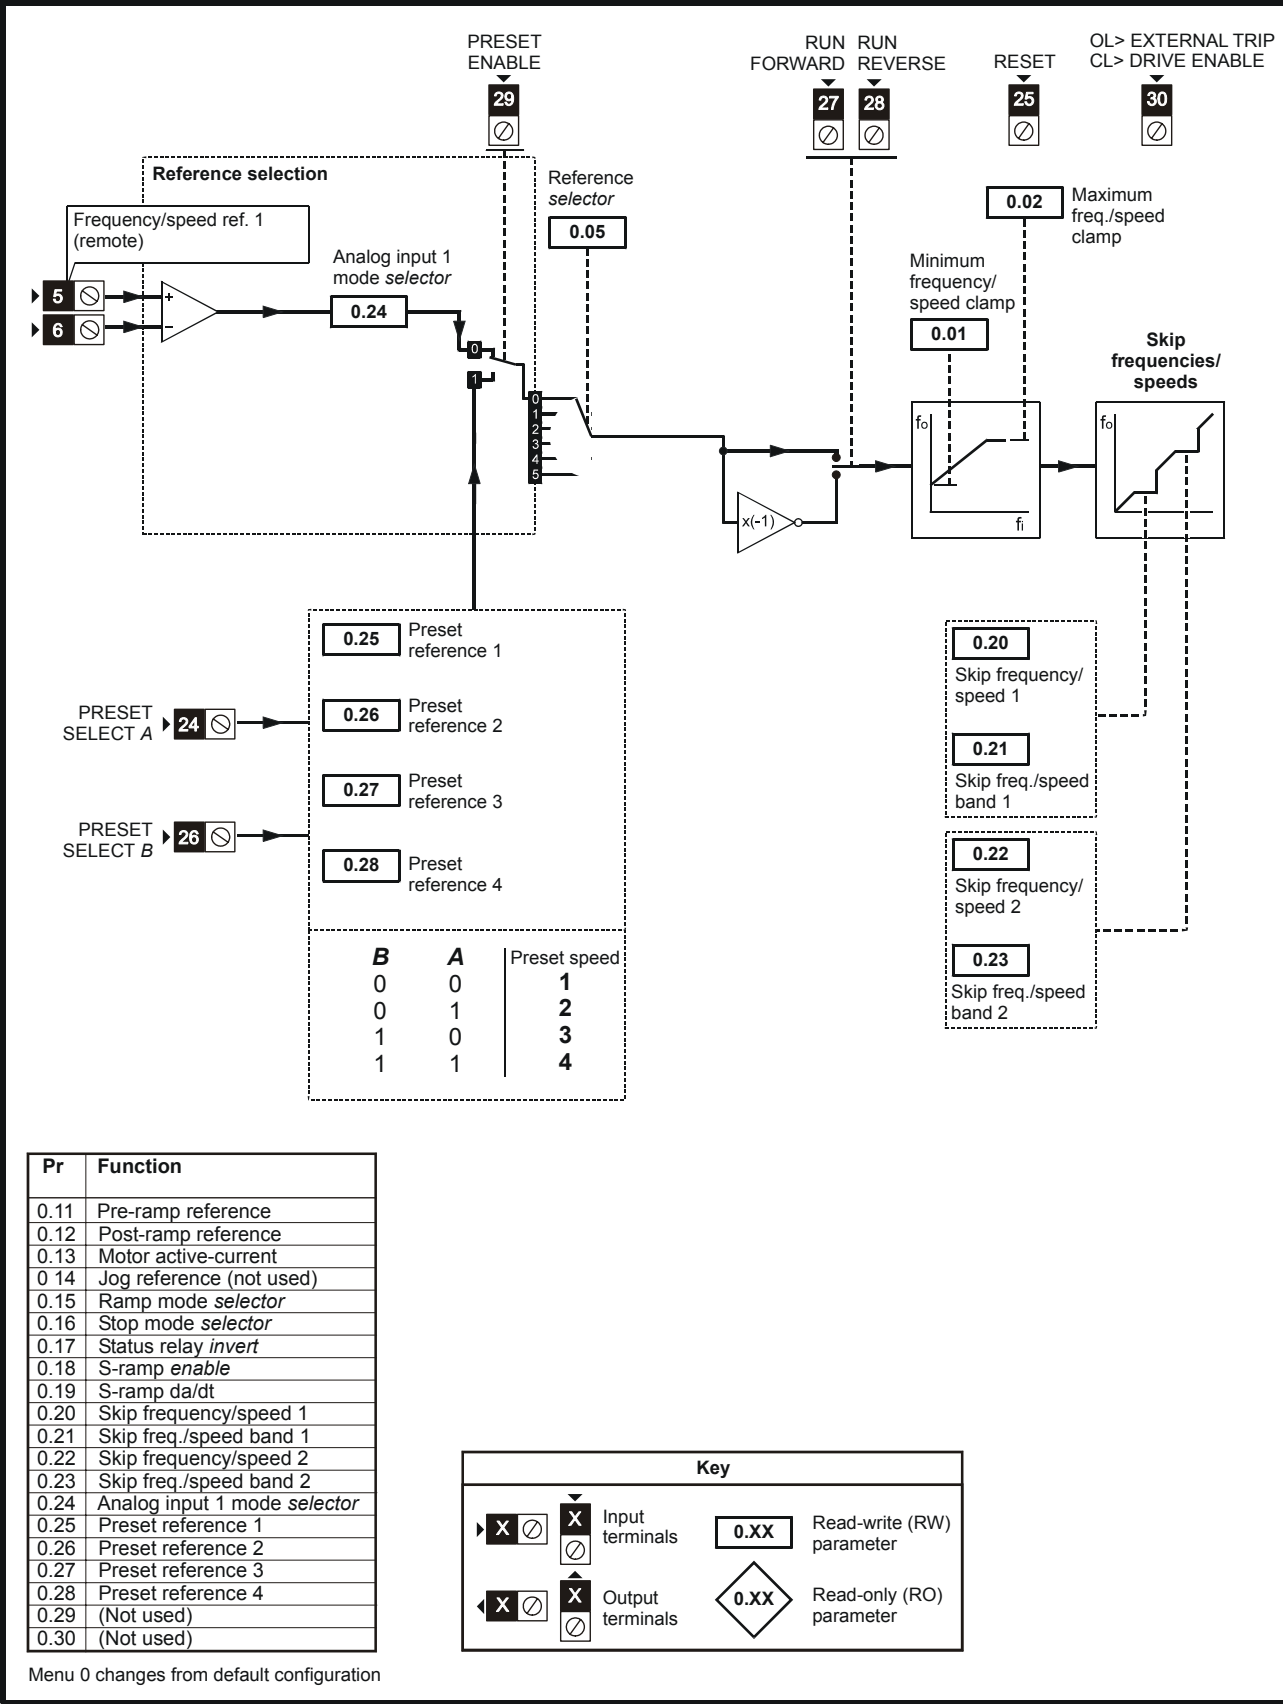 PRESET
ENABLE
29
RUN
FORWARD
27
RUN
REVERSE
28
RESET
25
OL> EXTERNAL TRIP
CL> DRIVE ENABLE
30
Reference selection
Frequency/speed ref. 1
(remote)
5
6
+
−
Analog input 1
mode selector
0.24
0
1
Reference
selector
0.05
0
1
2
3
4
5
x(-1)
Minimum
frequency/
speed clamp
0.01
0.02
Maximum
freq./speed
clamp
fo
fi
Skip
frequencies/
speeds
fo
0.25
Preset
reference 1
0.26
Preset
reference 2
0.27
Preset
reference 3
0.28
Preset
reference 4
PRESET
SELECT A
24
PRESET
SELECT B
26
B A Preset speed
0 0 1
0 1 2
1 0 3
1 1 4
0.20
Skip frequency/
speed 1
0.21
Skip freq./speed
band 1
0.22
Skip frequency/
speed 2
0.23
Skip freq./speed
band 2
Pr Function
0.11 Pre-ramp reference
0.12 Post-ramp reference
0.13 Motor active-current
0 14 Jog reference (not used)
0.15 Ramp mode selector
0.16 Stop mode selector
0.17 Status relay invert
0.18 S-ramp enable
0.19 S-ramp da/dt
0.20 Skip frequency/speed 1
0.21 Skip freq./speed band 1
0.22 Skip frequency/speed 2
0.23 Skip freq./speed band 2
0.24 Analog input 1 mode selector
0.25 Preset reference 1
0.26 Preset reference 2
0.27 Preset reference 3
0.28 Preset reference 4
0.29 (Not used)
0.30 (Not used)
Menu 0 changes from default configuration
Key
X
X
Input
terminals
0.XX
Read-write (RW)
parameter
X
X
Output
terminals
0.XX
Read-only (RO)
parameter